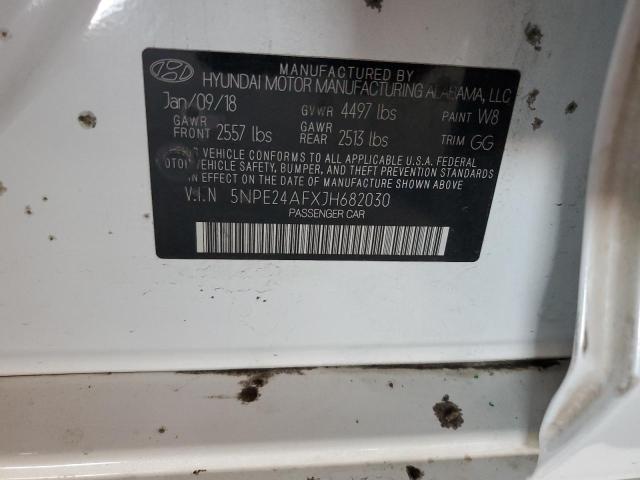 MANUFACTURED BY
HYUNDAI MOTOR MANUFACTURING ALABAMA, LLC
Jan/09/18 GVWR 4497 lbs PAINT W8
GAWR FRONT 2557 lbs GAWR REAR 2513 lbs TRIM GG
VEHICLE CONFORMS TO ALL APPLICABLE U.S.A. FEDERAL
VEHICLE SAFETY, BUMPER, AND THEFT PREVENTION STANDARDS
IN EFFECT ON THE DATE OF MANUFACTURE SHOWN ABOVE.
V.I.N 5NPE24AFXJH682030
PASSENGER CAR